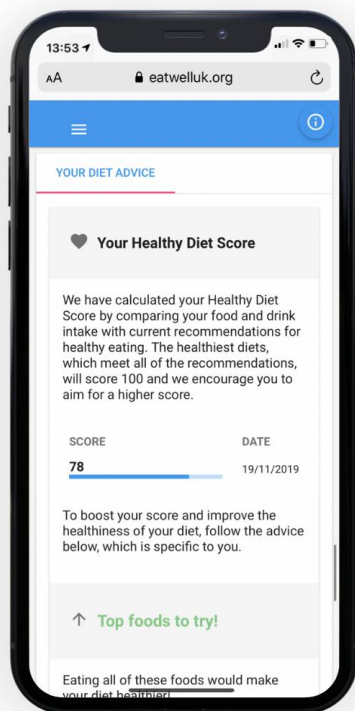 13:53
AA
eatwelluk.org
YOUR DIET ADVICE
Your Healthy Diet Score
We have calculated your Healthy Diet
Score by comparing your food and drink
intake with current recommendations for
healthy eating. The healthiest diets,
which meet all of the recommendations,
will score 100 and we encourage you to
aim for a higher score.
SCORE DATE
78 19/11/2019
To boost your score and improve the
healthiness of your diet, follow the advice
below, which is specific to you.
Top foods to try!
Eating all of these foods would make
your diet healthier!